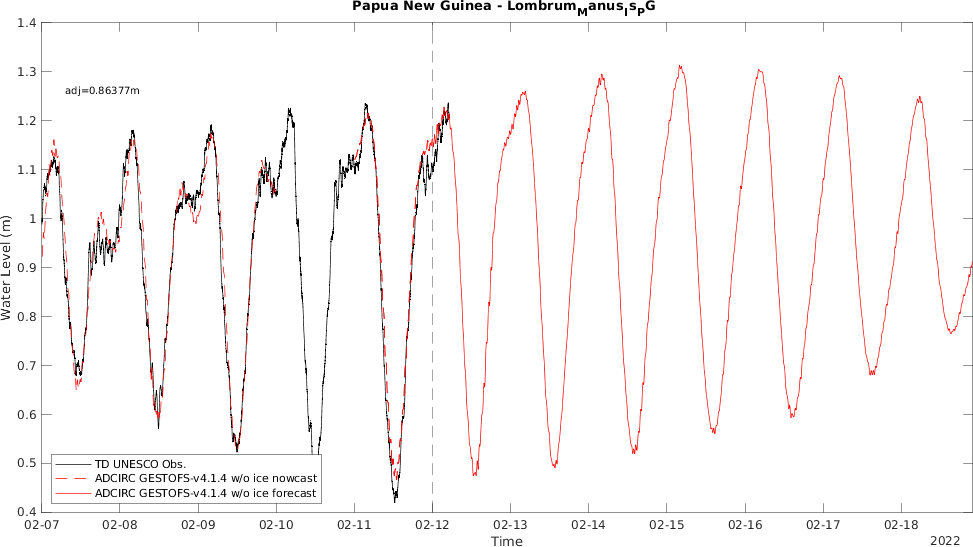 Papua New Guinea - LombrumManusIsPG
1.4
1.3
1.2
1.1
1
0.9
0.8
0.7
0.6
0.5
0.4
Water Level (m)
adj=0.86377m
TD UNESCO Obs.
ADCIRC GESTOFS-v4.1.4 w/o ice nowcast
ADCIRC GESTOFS-v4.1.4 w/o ice forecast
02-07 02-08 02-09 02-10 02-11 02-12 02-13 02-14 02-15 02-16 02-17 02-18
Time
2022